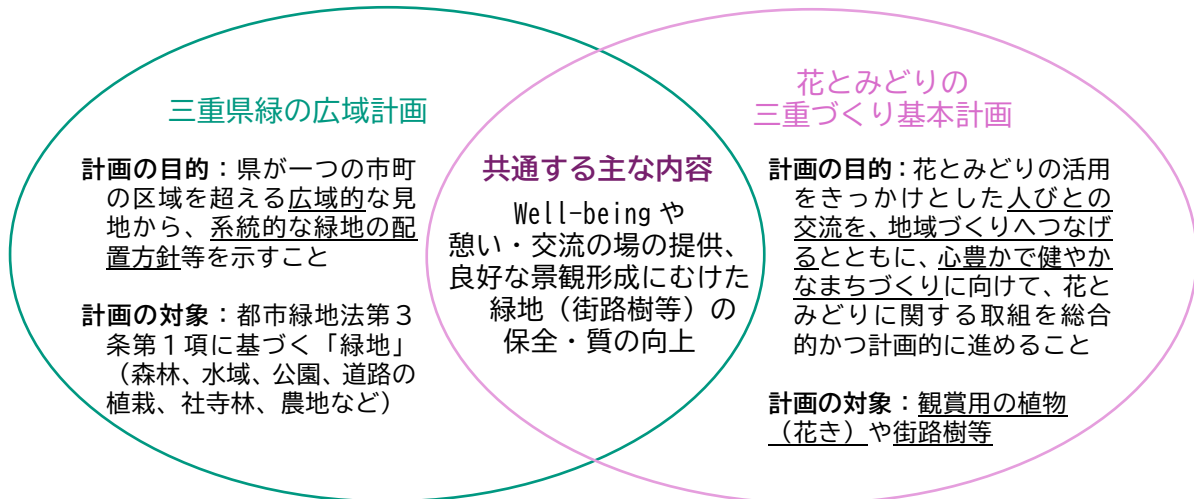 三重県緑の広域計画
計画の目的：県が一つの市町
の区域を超える広域的な見
地から、系統的な緑地の配
置方針等を示すこと
計画の対象：都市緑地法第３
条第１項に基づく「緑地」
（森林、水域、公園、道路の
植栽、社寺林、農地など）
共通する主な内容
Well-being や
憩い・交流の場の提供、
良好な景観形成にむけた
緑地（街路樹等）の
保全・質の向上
花とみどりの
三重づくり基本計画
計画の目的：花とみどりの活用
をきっかけとした人びとの
交流を、地域づくりへつなげ
るとともに、心豊かで健やか
なまちづくりに向けて、花と
みどりに関する取組を総合
的かつ計画的に進めること
計画の対象：観賞用の植物
（花き）や街路樹等